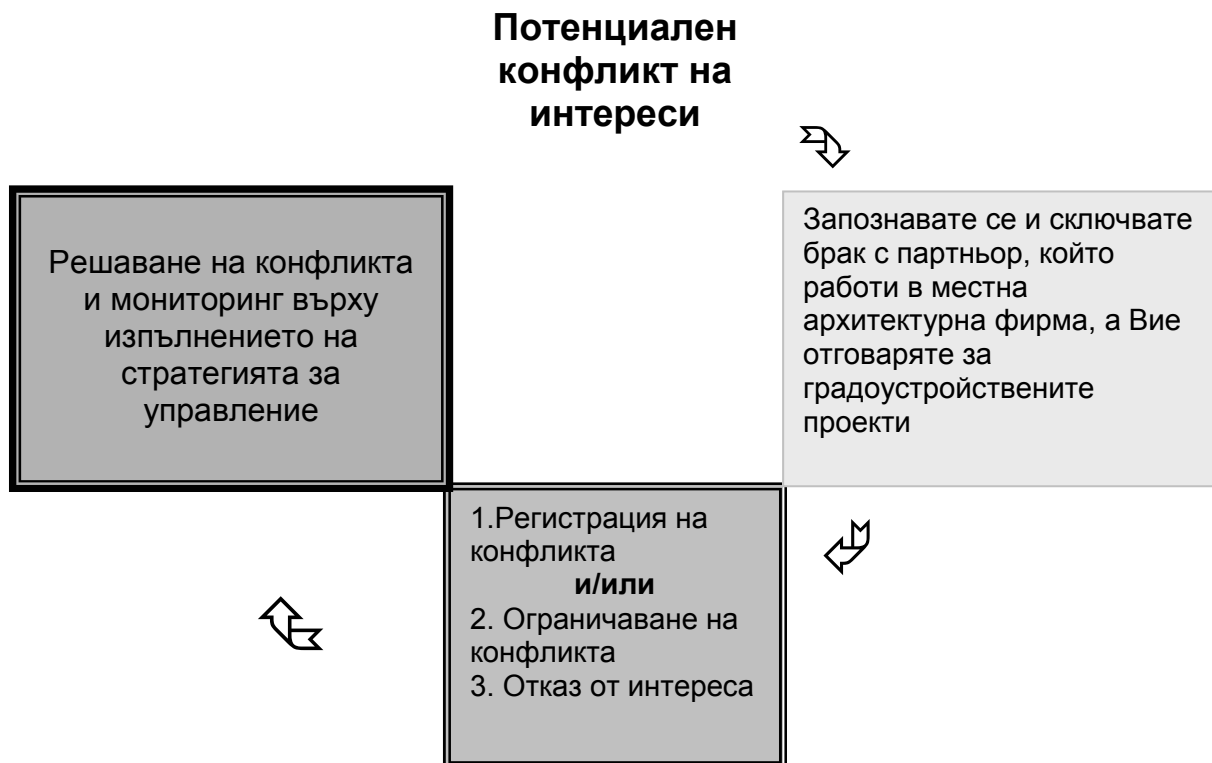 Потенциален
конфликт на
интереси
Запознавате се и сключвате
брак с партньор, който
работи в местна
архитектурна фирма, а Вие
отговаряте за
градоустройствените
проекти
1.Регистрация на
конфликта
и/или
2. Ограничаване на
конфликта
3. Отказ от интереса
Решаване на конфликта
и мониторинг върху
изпълнението на
стратегията за
управление